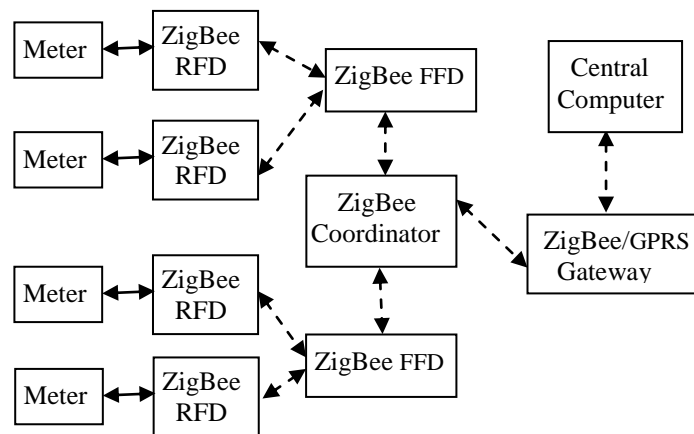 Meter
ZigBee
RFD
ZigBee FFD
Central
Computer
Meter
ZigBee
RFD
ZigBee
Coordinator
ZigBee/GPRS
Gateway
Meter
ZigBee
RFD
ZigBee FFD
Meter
ZigBee
RFD